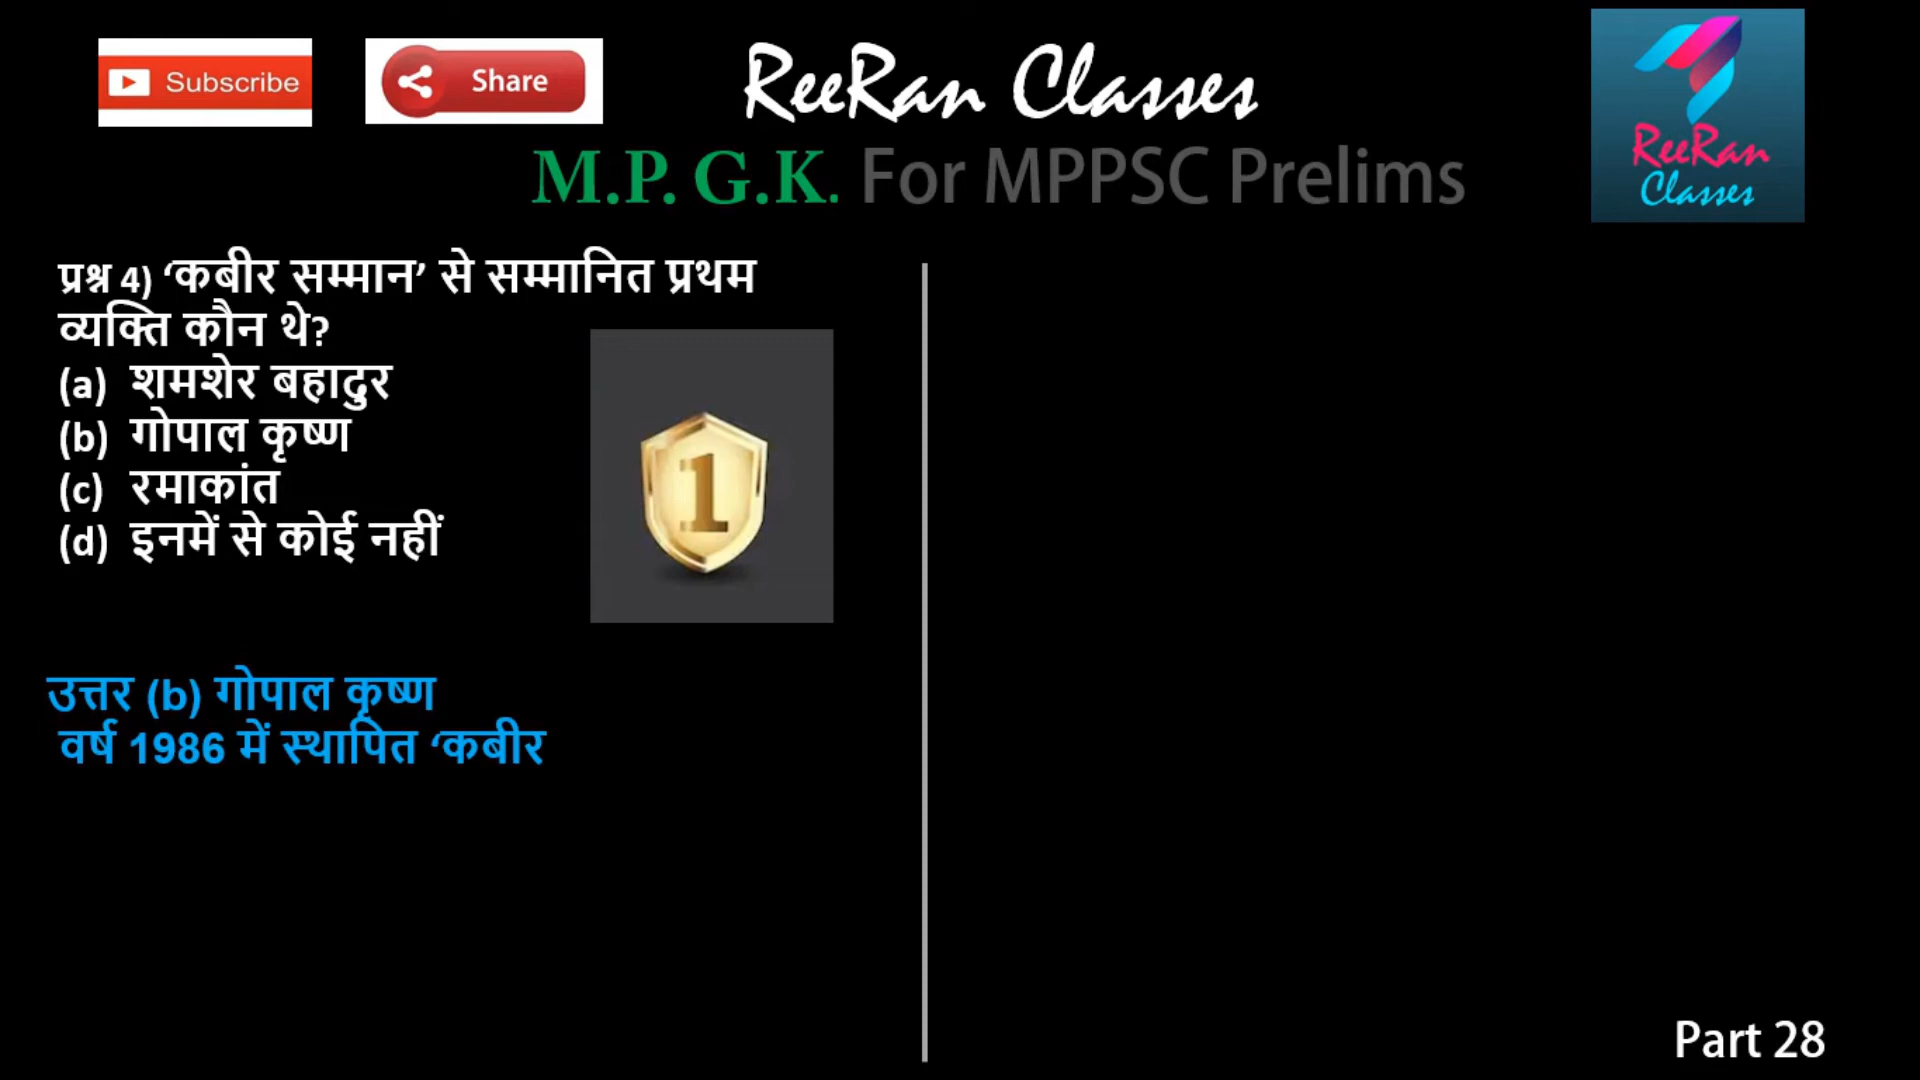 Subscribe
Share
ReeRan Classes
M.P. G.K. For MPPSC Prelims
ReeRan
Classes
प्रश्न 4) ‘कबीर सम्मान’ से सम्मानित प्रथम
व्यक्ति कौन थे?
(a) शमशेर बहादुर
(b) गोपाल कृष्ण
(c) रमाकांत
(d) इनमें से कोई नहीं
1
उत्तर (b) गोपाल कृष्ण
वर्ष 1986 में स्थापित ‘कबीर
Part 28